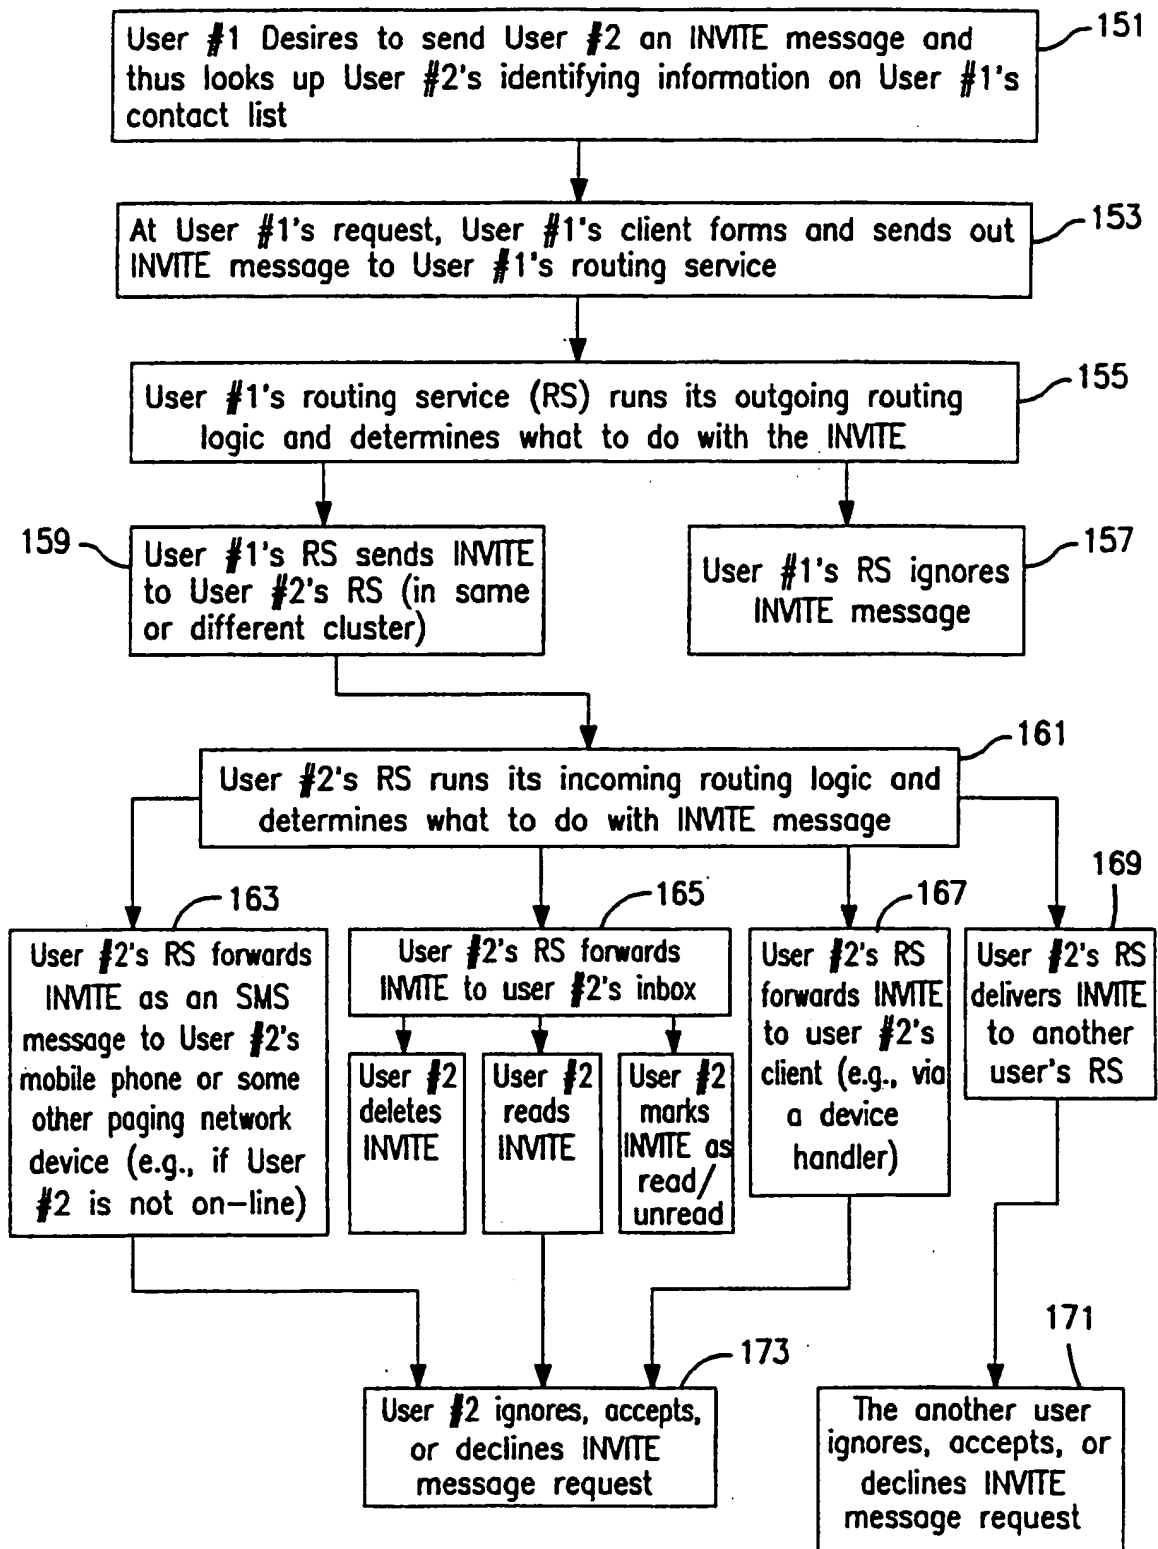 User #1 Desires to send User #2 an INVITE message and
thus looks up User #2's identifying information on User #1's
contact list
151
At User #1's request, User #1's client forms and sends out
INVITE message to User #1's routing service
153
User #1's routing service (RS) runs its outgoing routing
logic and determines what to do with the INVITE
155
159
User #1's RS sends INVITE
to User #2's RS (in same
or different cluster)
157
User #1's RS ignores
INVITE message
161
User #2's RS runs its incoming routing logic and
determines what to do with INVITE message
163
User #2's RS forwards
INVITE as an SMS
message to User #2's
mobile phone or some
other paging network
device (e.g., if User
#2 is not on-line)
165
User #2's RS forwards
INVITE to user #2's inbox
User #2
deletes
INVITE
User #2
reads
INVITE
User #2
marks
INVITE as
read/
unread
167
User #2's RS
forwards INVITE
to user #2's
client (e.g., via
a device
handler)
169
User #2's RS
delivers INVITE
to another
user's RS
173
User #2 ignores, accepts,
or declines INVITE
message request
171
The another user
ignores, accepts, or
declines INVITE
message request